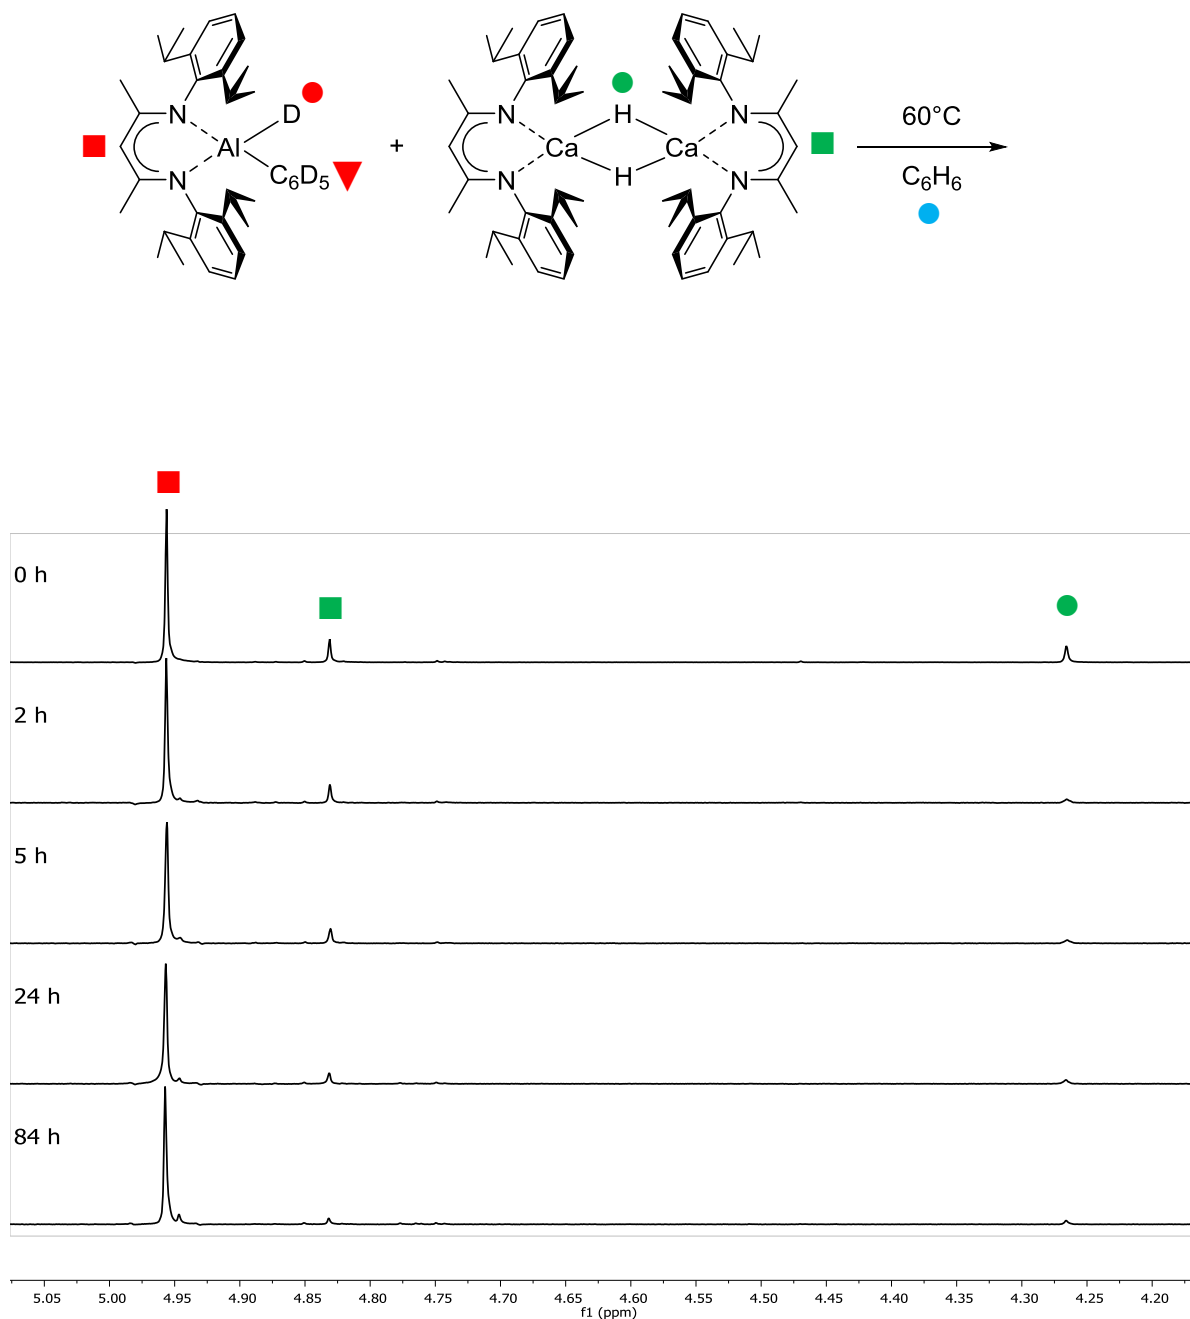 N
Al
D
C₆D₅
N
+
N
Ca
H
H
Ca
N
N
N
60°C
C₆H₆
0 h
2 h
5 h
24 h
84 h
5.05 5.00 4.95 4.90 4.85 4.80 4.75 4.70 4.65 4.60 4.55 4.50 4.45 4.40 4.35 4.30 4.25 4.20
f1 (ppm)